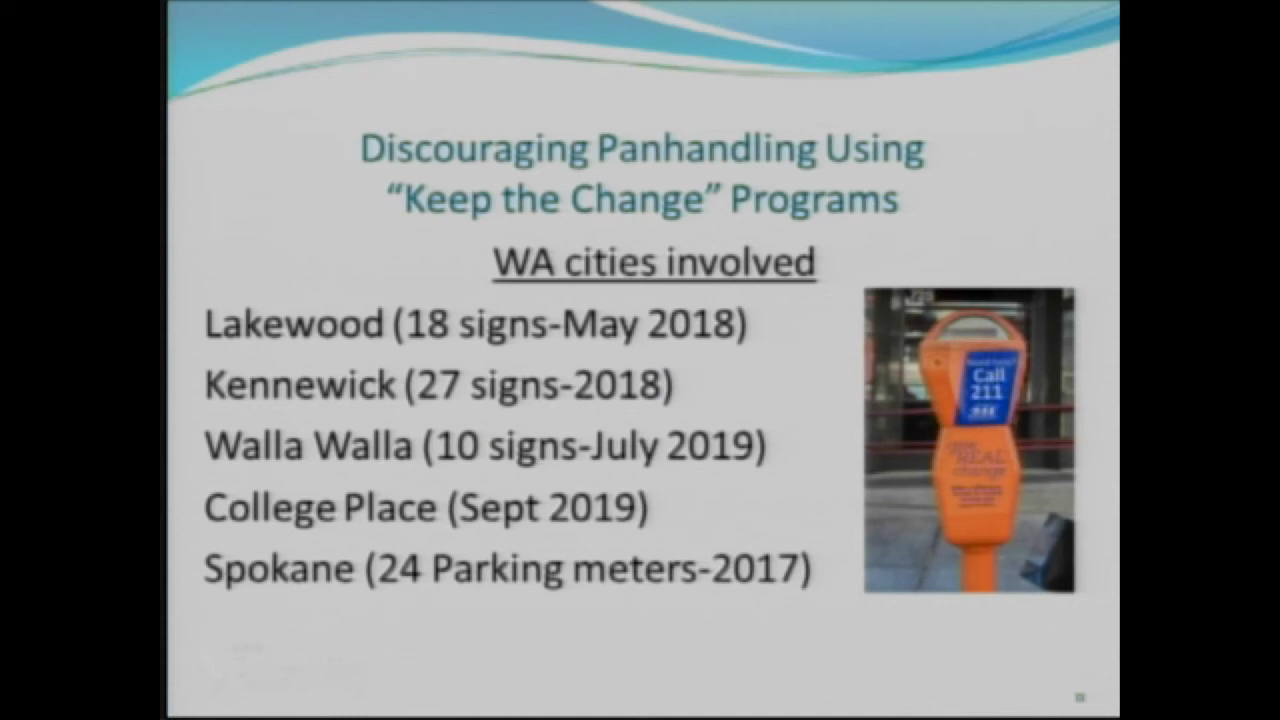 Discouraging Panhandling Using
“Keep the Change” Programs
WA cities involved
Lakewood (18 signs-May 2018)
Kennewick (27 signs-2018)
Walla Walla (10 signs-July 2019)
College Place (Sept 2019)
Spokane (24 Parking meters-2017)
Call
211
REAL
change